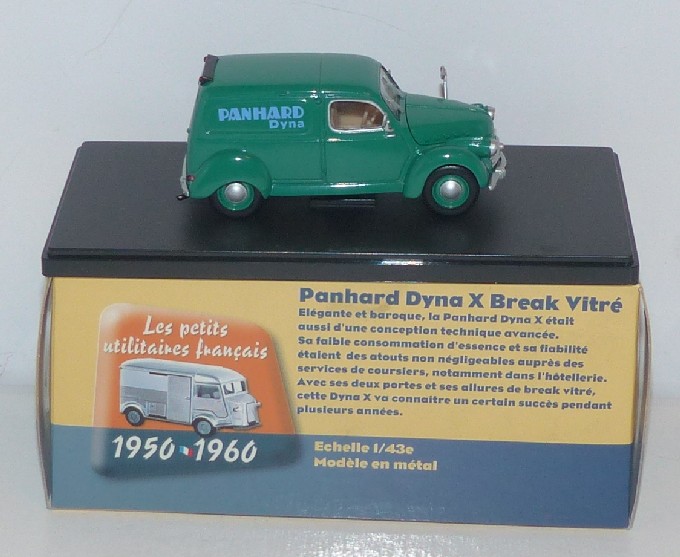 PANHARD
Dyna
Panhard Dyna X Break Vitré
Elégante et baroque, la Panhard Dyna X était
aussi d'une conception technique avancée.
Sa faible consommation d'essence et sa fiabilité
étaient des atouts non négligeables auprès des
services de coursiers, notamment dans l'hôtellerie.
Avec ses deux portes et ses allures de break vitré,
cette Dyna X va connaitre un certain succès pendant
plusieurs années.
Les petits
utilitaires français
1950 1960
Echelle 1/43e
Modèle en métal